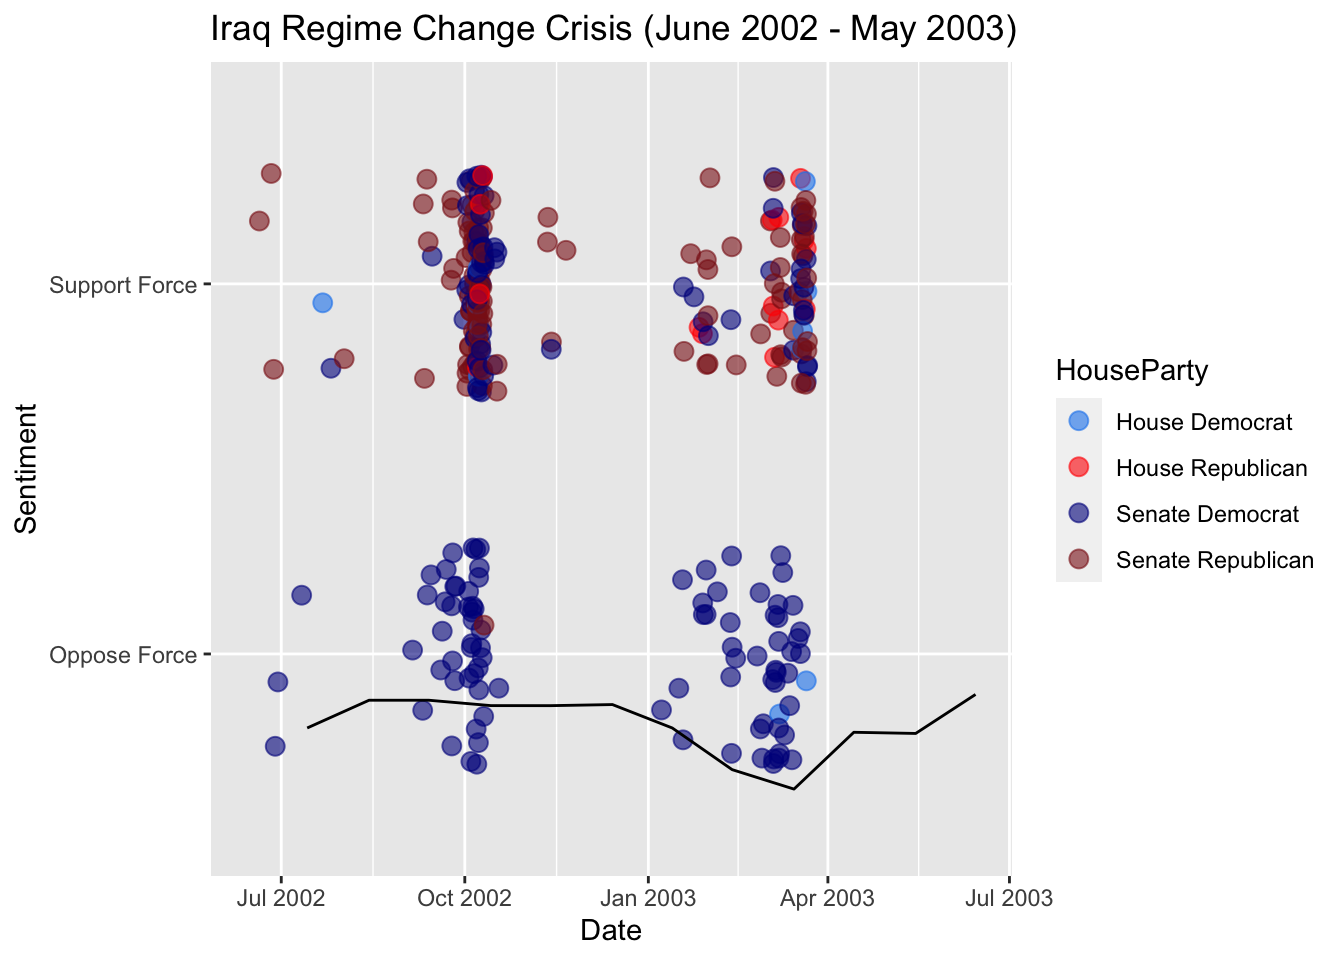 Iraq Regime Change Crisis (June 2002 - May 2003)
Support Force
Oppose Force
Sentiment
Jul 2002
Oct 2002
Jan 2003
Apr 2003
Jul 2003
Date
HouseParty
House Democrat
House Republican
Senate Democrat
Senate Republican